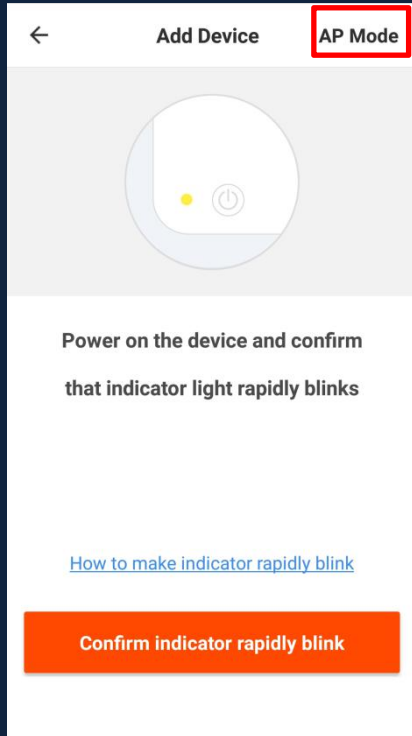 Add Device AP Mode
Power on the device and confirm
that indicator light rapidly blinks
How to make indicator rapidly blink
Confirm indicator rapidly blink